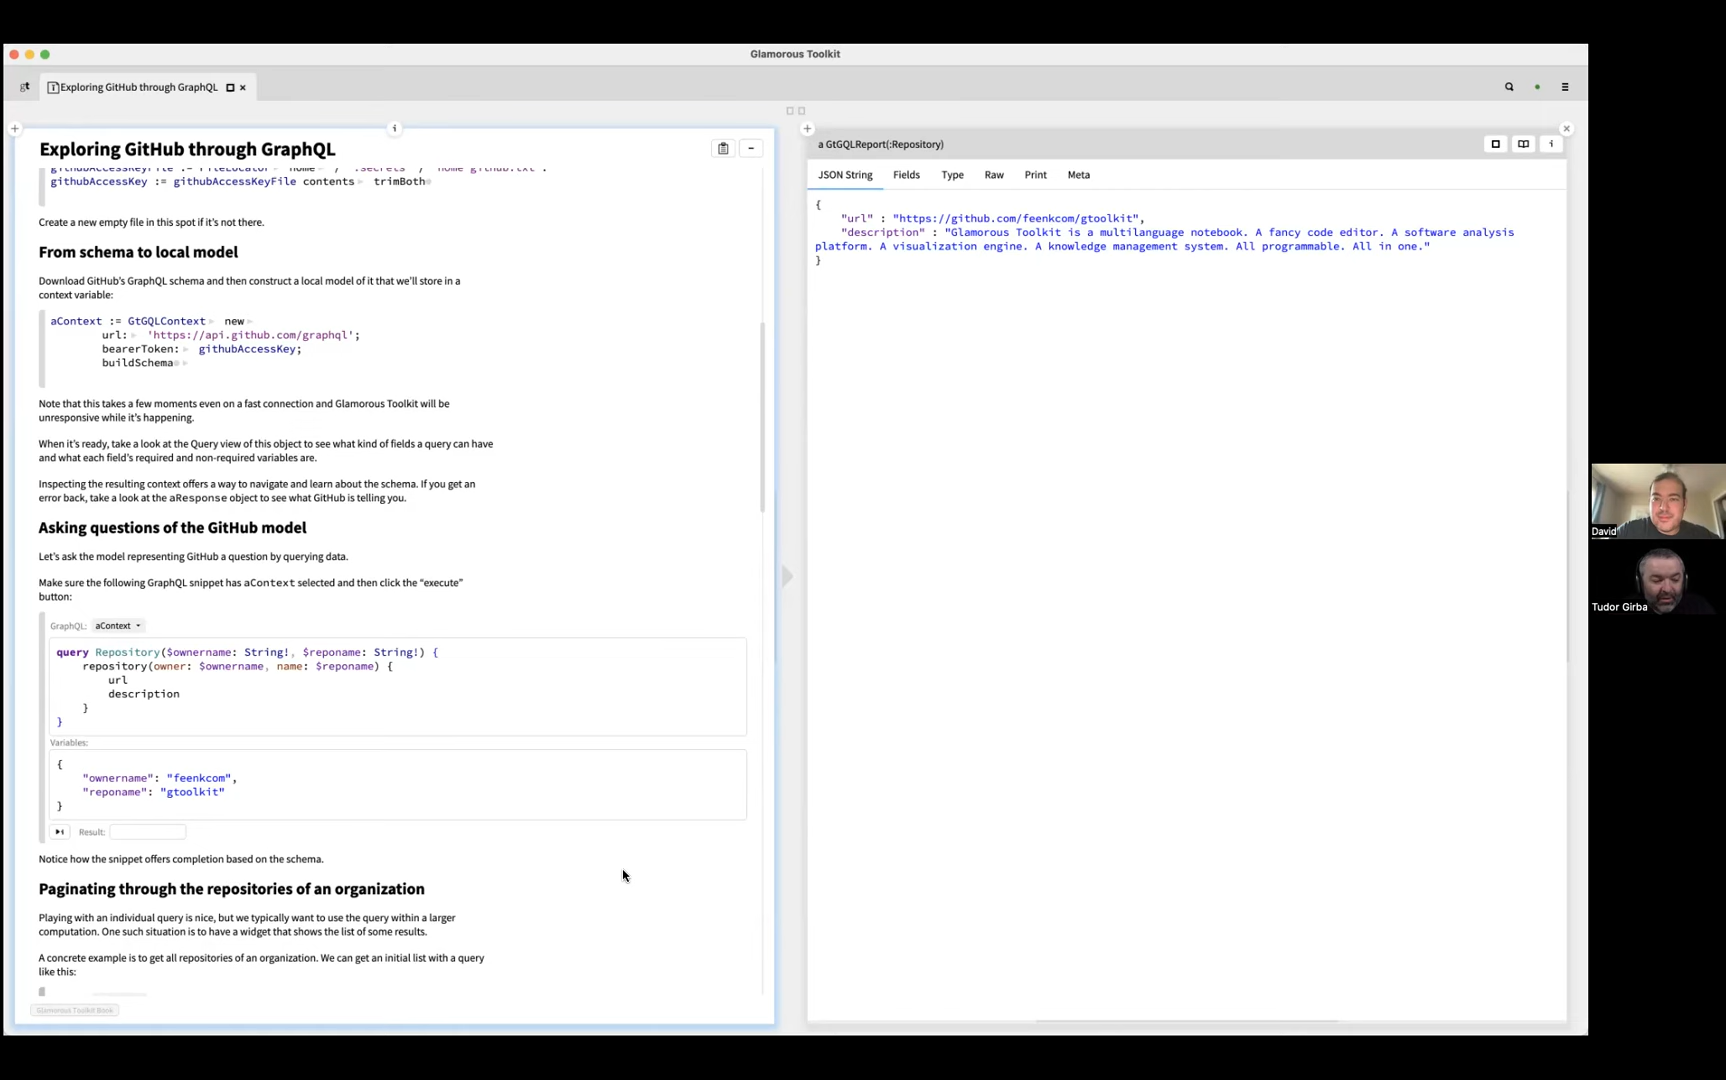 Glamorous Toolkit
gt
Exploring GitHub through GraphQL
Exploring GitHub through GraphQL
githubAccessKeyFile := FileLocator home / '.secrets' / 'home github.txt'.
githubAccessKey := githubAccessKeyFile contents trimBoth
Create a new empty file in this spot if it's not there.
From schema to local model
Download GitHub's GraphQL schema and then construct a local model of it that we'll store in a
context variable:
aContext := GtGQLContext new
url: 'https://api.github.com/graphql';
bearerToken: githubAccessKey;
buildSchema
Note that this takes a few moments even on a fast connection and Glamorous Toolkit will be
unresponsive while it's happening.
When it's ready, take a look at the Query view of this object to see what kind of fields a query can have
and what each field's required and non-required variables are.
Inspecting the resulting context offers a way to navigate and learn about the schema. If you get an
error back, take a look at the aResponse object to see what GitHub is telling you.
Asking questions of the GitHub model
Let's ask the model representing GitHub a question by querying data.
Make sure the following GraphQL snippet has aContext selected and then click the “execute”
button:
GraphQL: aContext
query Repository($ownername: String!, $reponame: String!) {
repository(owner: $ownername, name: $reponame) {
url
description
}
}
Variables:
{
"ownername": "feenkcom",
"reponame": "gtoolkit"
}
Result:
Notice how the snippet offers completion based on the schema.
Paginating through the repositories of an organization
Playing with an individual query is nice, but we typically want to use the query within a larger
computation. One such situation is to have a widget that shows the list of some results.
A concrete example is to get all repositories of an organization. We can get an initial list with a query
like this:
Glamorous Toolkit Book
a GtGQLReport(:Repository)
JSON String Fields Type Raw Print Meta
{
"url" : "https://github.com/feenkcom/gtoolkit",
"description" : "Glamorous Toolkit is a multilanguage notebook. A fancy code editor. A software analysis
platform. A visualization engine. A knowledge management system. All programmable. All in one."
}
David
Tudor Girba